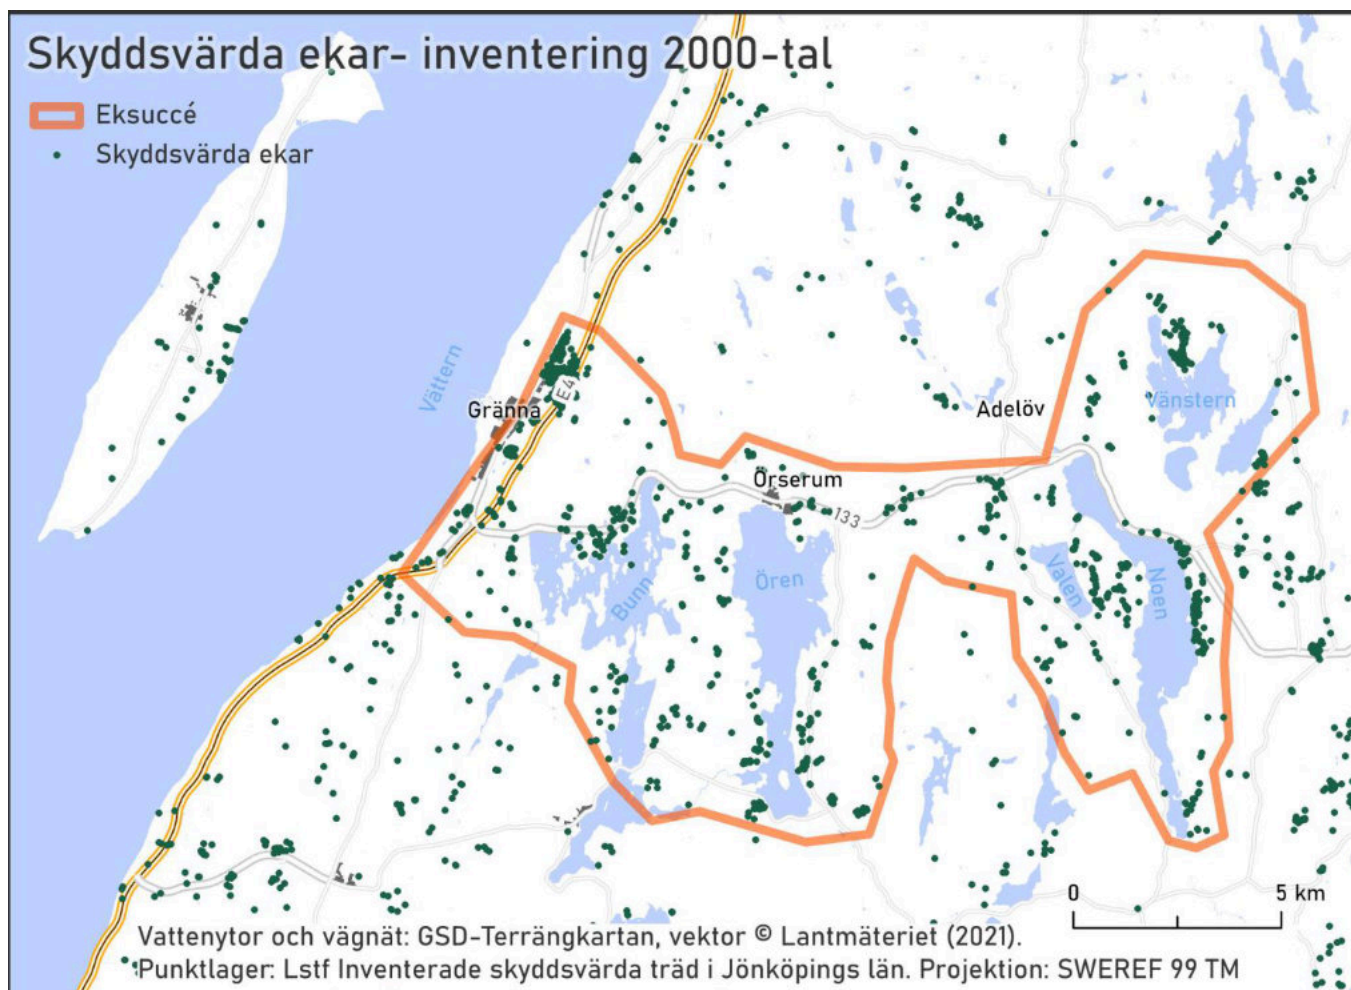 Skyddsvärda ekar- inventering 2000-tal
Eksuccé
Skyddsvärda ekar
Vättern
Gränna
E4
Adelöv
Vänstern
Örserum
133
Bunn
Ören
Valen
Noen
0 5 km
Vattenytor och vägnät: GSD-Terrängkartan, vektor © Lantmäteriet (2021).
Punktlager: Lstf Inventerade skyddsvärda träd i Jönköpings län. Projektion: SWEREF 99 TM